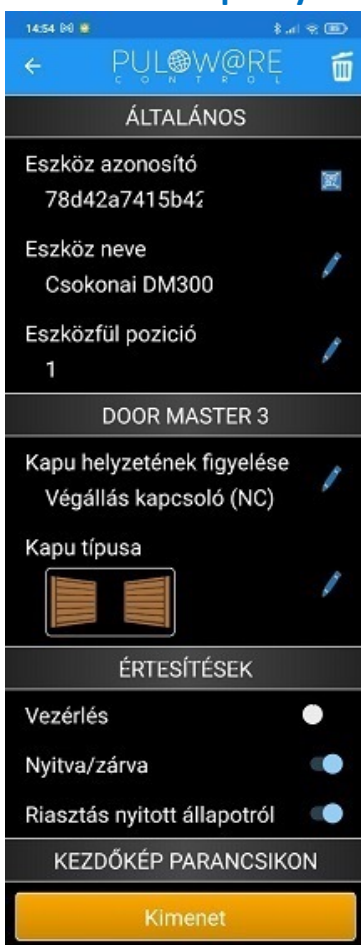 14:54
PULOW@RE
CONTROL
ÁLTALÁNOS
Eszköz azonosító
78d42a7415b42
Eszköz neve
Csokonai DM300
Eszközfül pozició
1
DOOR MASTER 3
Kapu helyzetének figyelése
Végállás kapcsoló (NC)
Kapu típusa
ÉRTESÍTÉSEK
Vezérlés
Nyitva/zárva
Riasztás nyitott állapotról
KEZDŐKÉP PARANCSIKON
Kimenet